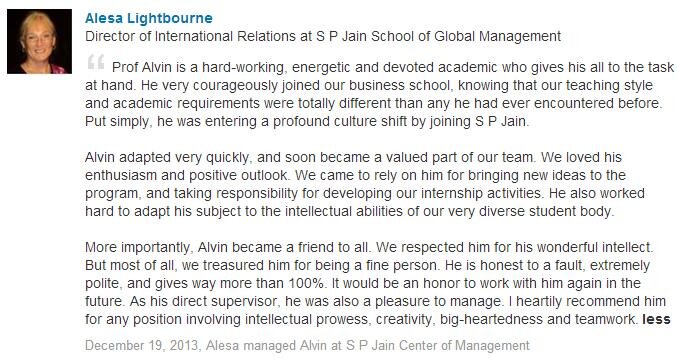 Alesa Lightbourne
Director of International Relations at S P Jain School of Global Management
“ Prof Alvin is a hard-working, energetic and devoted academic who gives his all to the task
at hand. He very courageously joined our business school, knowing that our teaching style
and academic requirements were totally different than any he had ever encountered before.
Put simply, he was entering a profound culture shift by joining S P Jain.
Alvin adapted very quickly, and soon became a valued part of our team. We loved his
enthusiasm and positive outlook. We came to rely on him for bringing new ideas to the
program, and taking responsibility for developing our internship activities. He also worked
hard to adapt his subject to the intellectual abilities of our very diverse student body.
More importantly, Alvin became a friend to all. We respected him for his wonderful intellect.
But most of all, we treasured him for being a fine person. He is honest to a fault, extremely
polite, and gives way more than 100%. It would be an honor to work with him again in the
future. As his direct supervisor, he was also a pleasure to manage. I heartily recommend him
for any position involving intellectual prowess, creativity, big-heartedness and teamwork. less
December 19, 2013, Alesa managed Alvin at S P Jain Center of Management